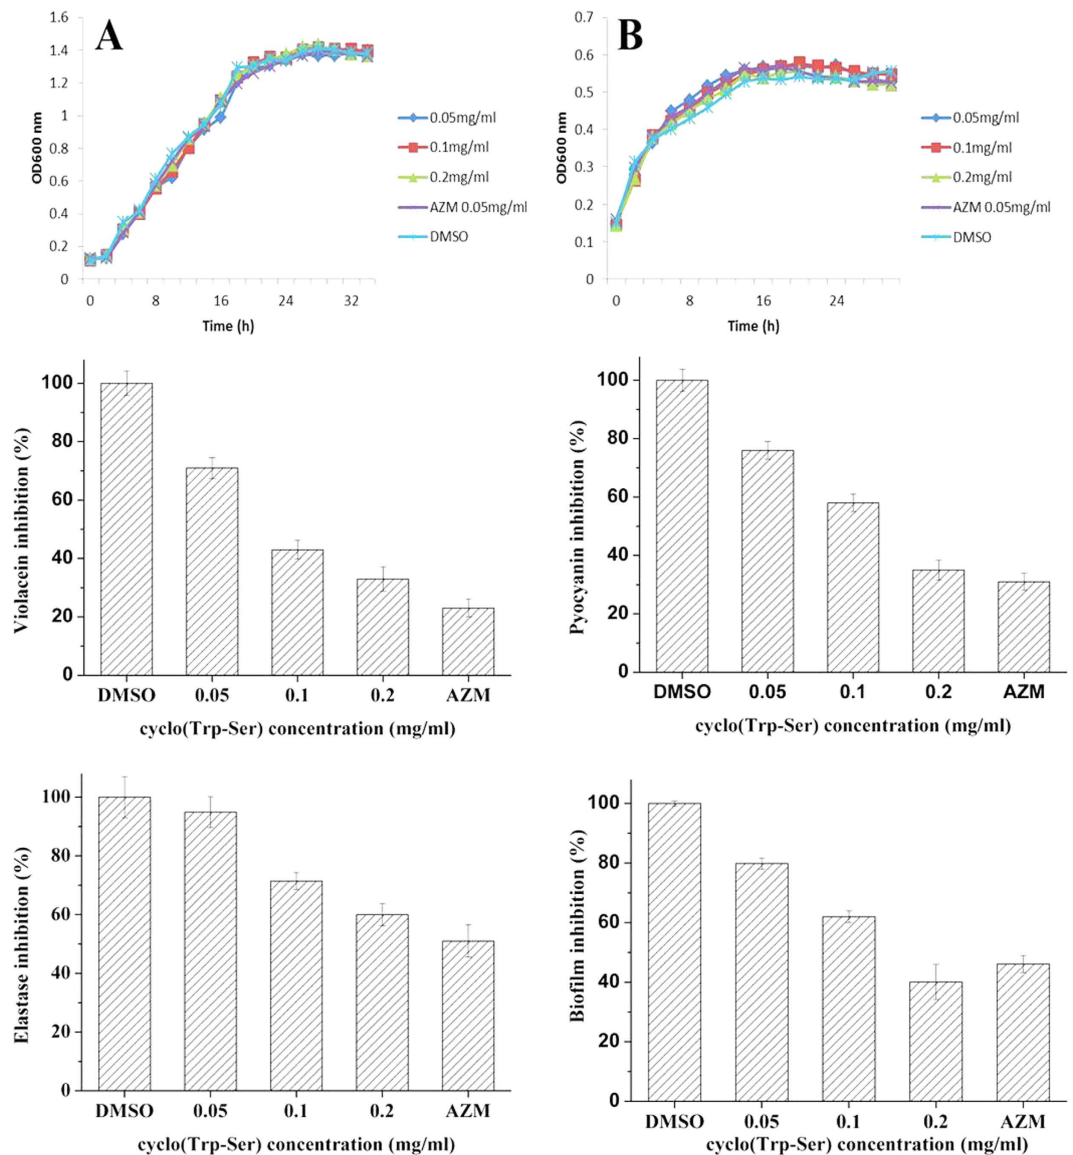 A
1.6
1.4
1.2
1
0.8
0.6
0.4
0.2
0
OD600 nm
0 8 16 24 32
Time (h)
0.05mg/ml
0.1mg/ml
0.2mg/ml
AZM 0.05mg/ml
DMSO
B
0.7
0.6
0.5
0.4
0.3
0.2
0.1
0
OD600 nm
0 8 16 24
Time (h)
0.05mg/ml
0.1mg/ml
0.2mg/ml
AZM 0.05mg/ml
DMSO
Violacein inhibition (%)
100
80
60
40
20
0
DMSO 0.05 0.1 0.2 AZM
cyclo(Trp-Ser) concentration (mg/ml)
Pyocyanin inhibition (%)
100
80
60
40
20
0
DMSO 0.05 0.1 0.2 AZM
cyclo(Trp-Ser) concentration (mg/ml)
Elastase inhibition (%)
100
80
60
40
20
0
DMSO 0.05 0.1 0.2 AZM
cyclo(Trp-Ser) concentration (mg/ml)
Biofilm inhibition (%)
100
80
60
40
20
0
DMSO 0.05 0.1 0.2 AZM
cyclo(Trp-Ser) concentration (mg/ml)